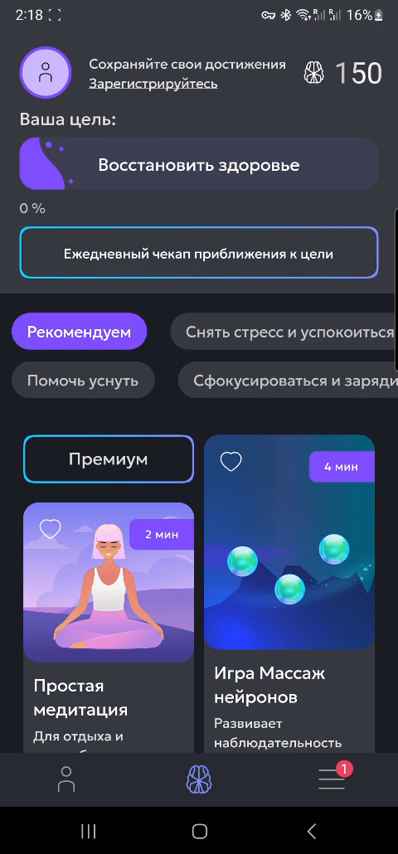 2:18
16%
Сохраняйте свои достижения
Зарегистрируйтесь
150
Ваша цель:
Восстановить здоровье
0 %
Ежедневный чекап приближения к цели
Рекомендуем
Снять стресс и успокоиться
Помочь уснуть
Сфокусироваться и заряди
Премиум
4 мин
2 мин
Простая
медитация
Для отдыха и
Игра Массаж
нейронов
Развивает
наблюдательность
1